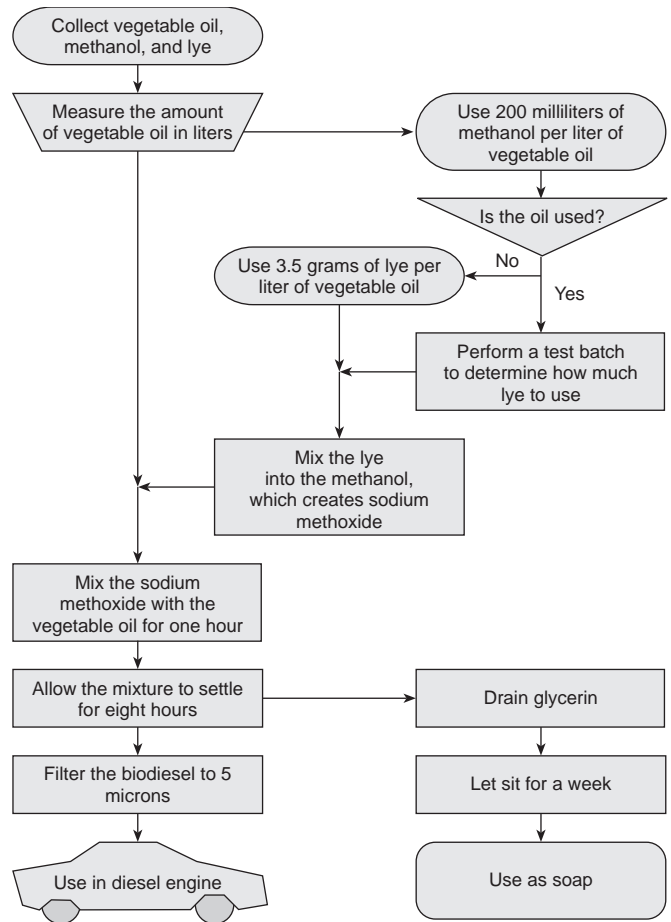 Collect vegetable oil,
methanol, and lye
Measure the amount
of vegetable oil in liters
Use 200 milliliters of
methanol per liter of
vegetable oil
Is the oil used?
No
Yes
Use 3.5 grams of lye per
liter of vegetable oil
Perform a test batch
to determine how much
lye to use
Mix the lye
into the methanol,
which creates sodium
methoxide
Mix the sodium
methoxide with the
vegetable oil for one hour
Allow the mixture to settle
for eight hours
Drain glycerin
Filter the biodiesel to 5
microns
Let sit for a week
Use in diesel engine
Use as soap